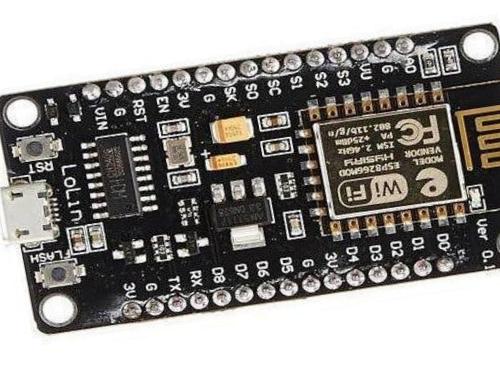 VIN
G
RST
EN
3V
G
SK
SO
SC
S1
S2
S3
VU
G
A0
RST
LoLin
FLASH
MODEL
VENDOR
ESP8266MOD
ISM 2.4GHz
PA +25dBm
802.11b/g/n
FC
WiFi
Ver 0.1
3V
G
TX
RX
D8
D7
D6
D5
G
3V
D4
D3
D2
D1
D0